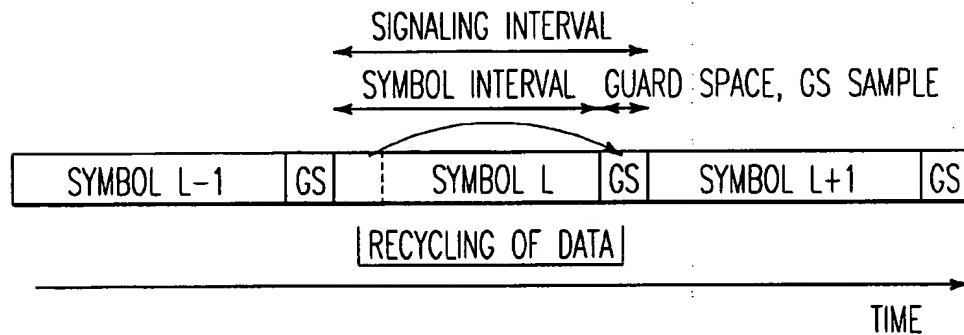 SIGNALING INTERVAL
SYMBOL INTERVAL GUARD SPACE, GS SAMPLE
SYMBOL L-1 GS SYMBOL L GS SYMBOL L+1 GS
RECYCLING OF DATA
TIME